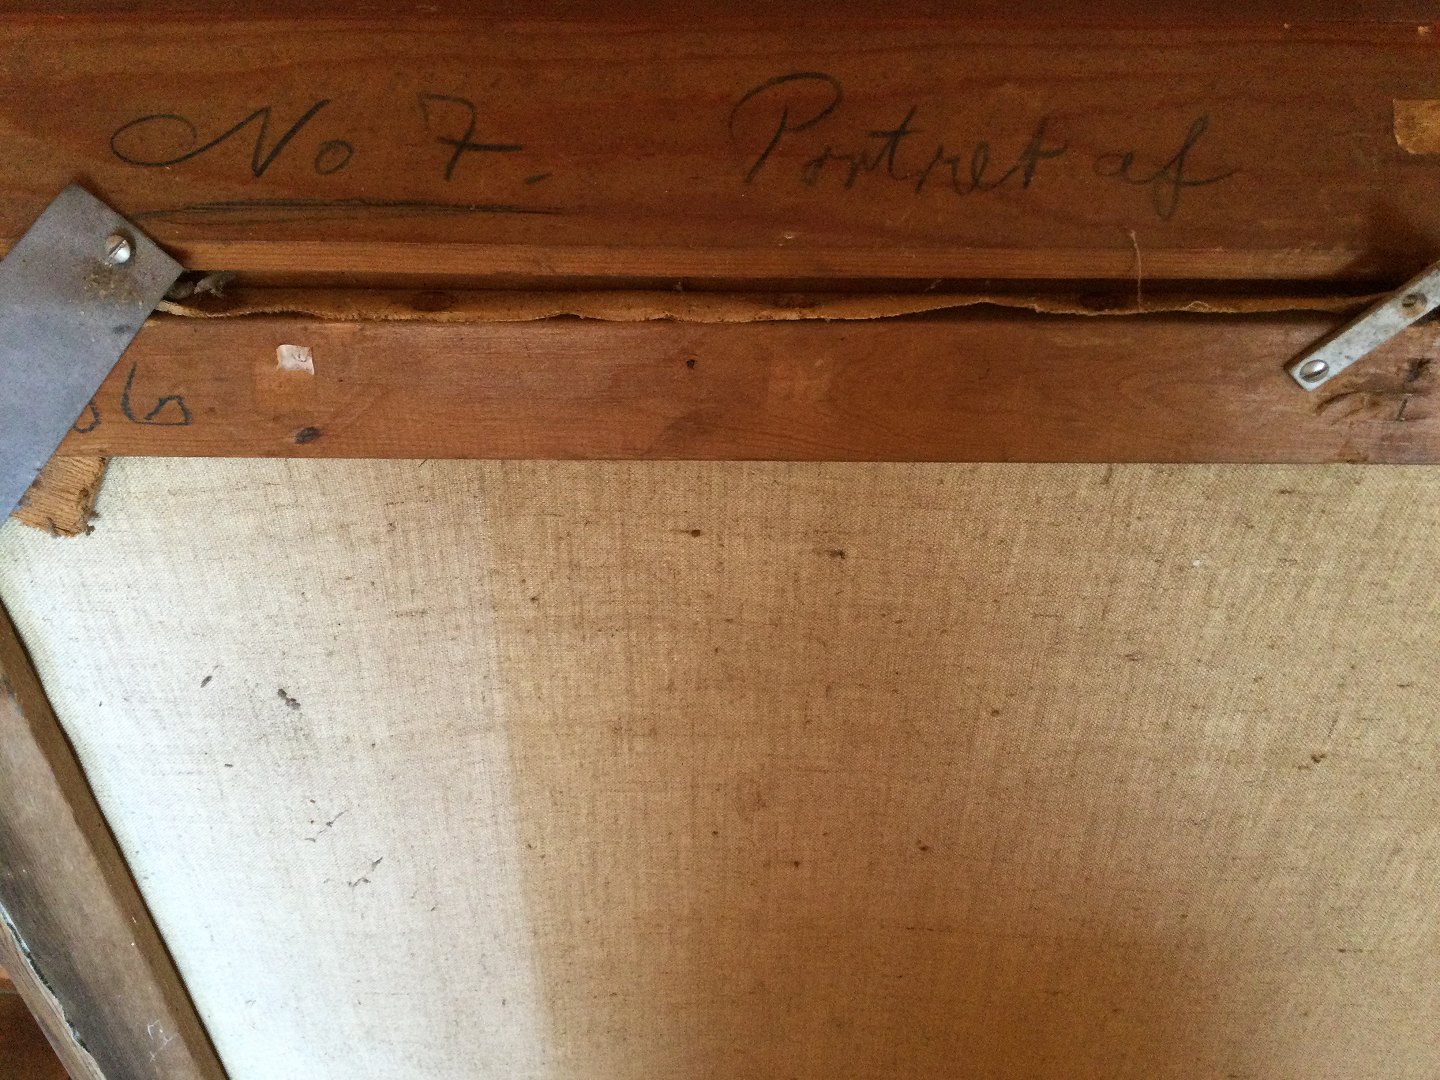 No 7. Portret af